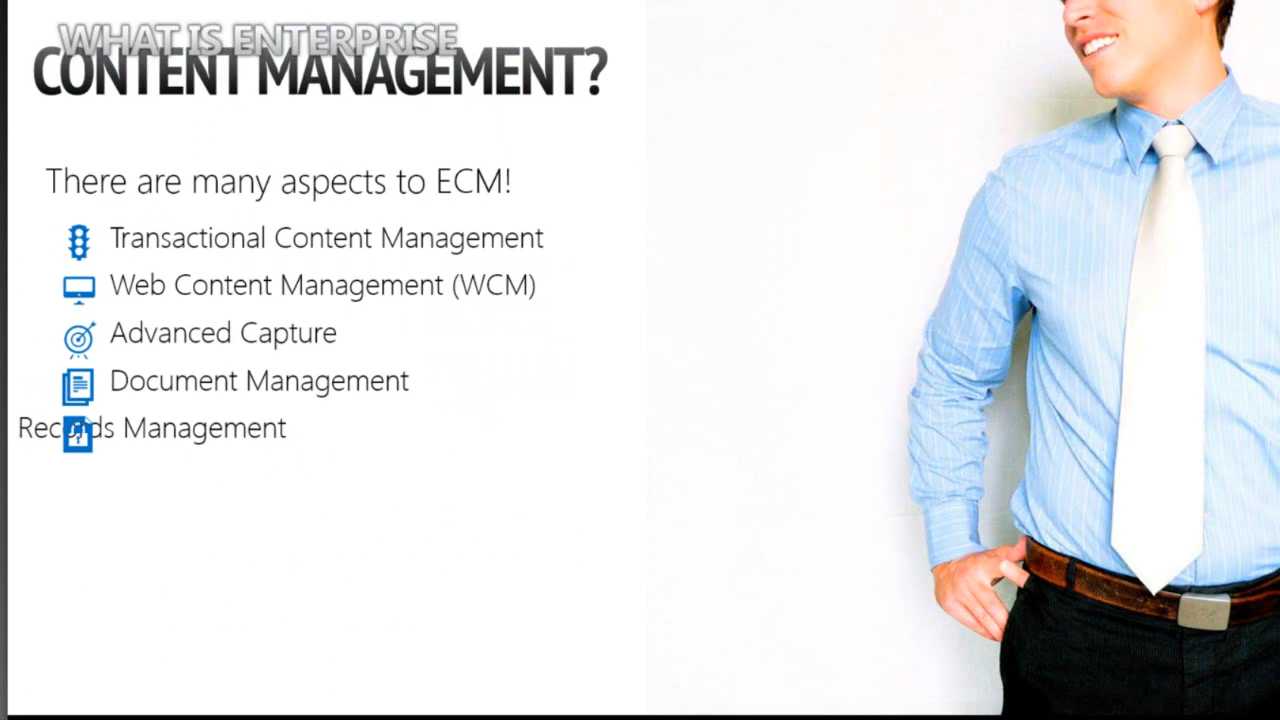 WHAT IS ENTERPRISE
CONTENT MANAGEMENT?
There are many aspects to ECM!
Transactional Content Management
Web Content Management (WCM)
Advanced Capture
Document Management
Records Management